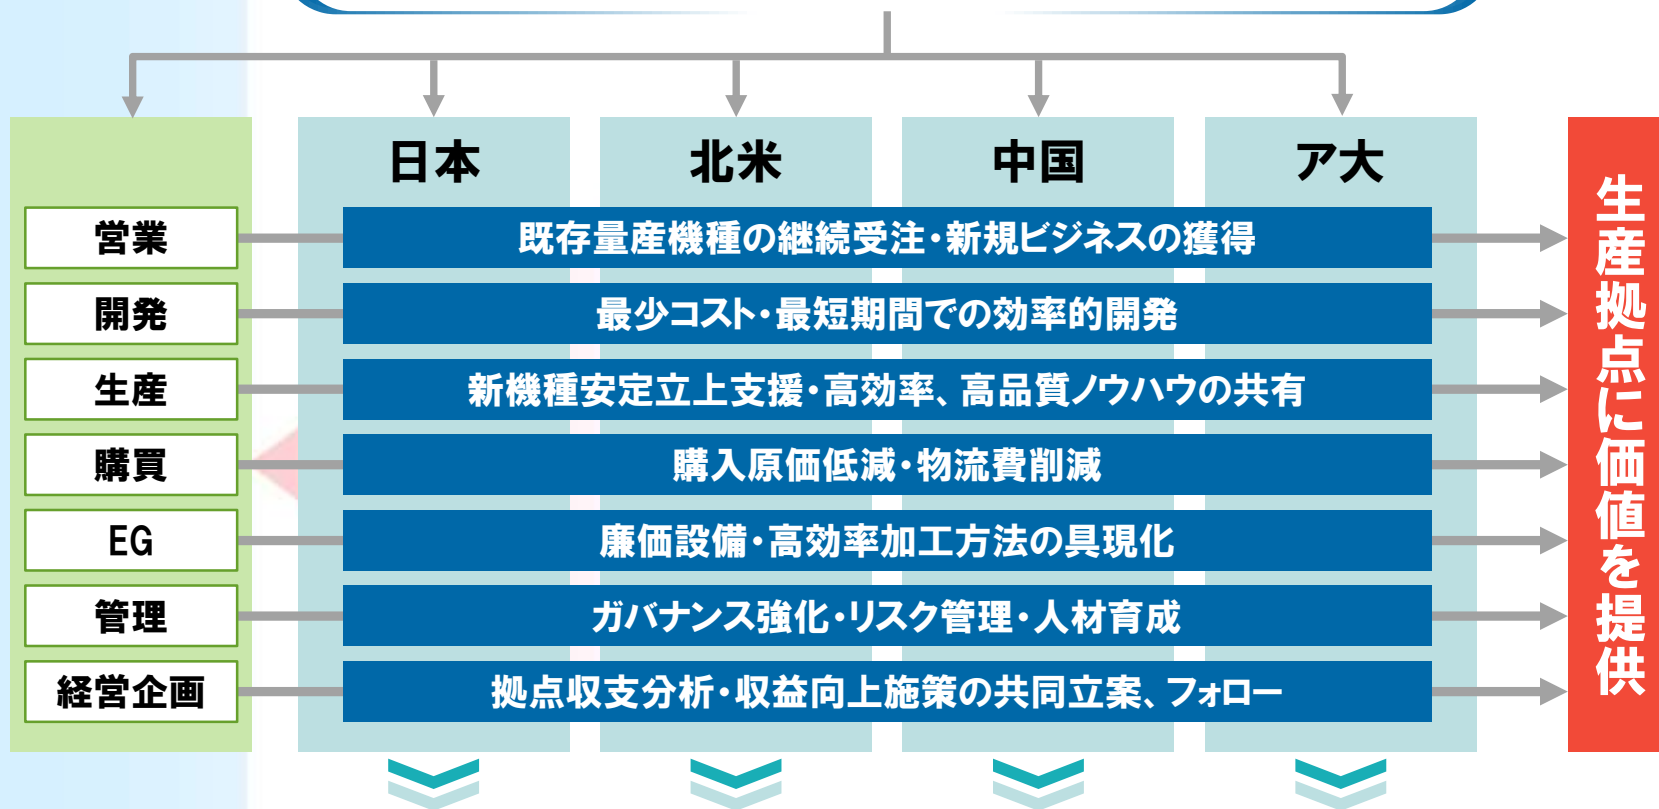 日本
北米
中国
ア大
営業
既存量産機種の継続受注・新規ビジネスの獲得
開発
最少コスト・最短期間での効率的開発
生産
新機種安定立上支援・高効率、高品質ノウハウの共有
購買
購入原価低減・物流費削減
EG
廉価設備・高効率加工方法の具現化
管理
ガバナンス強化・リスク管理・人材育成
経営企画
拠点収支分析・収益向上施策の共同立案、フォロー
生産拠点に価値を提供